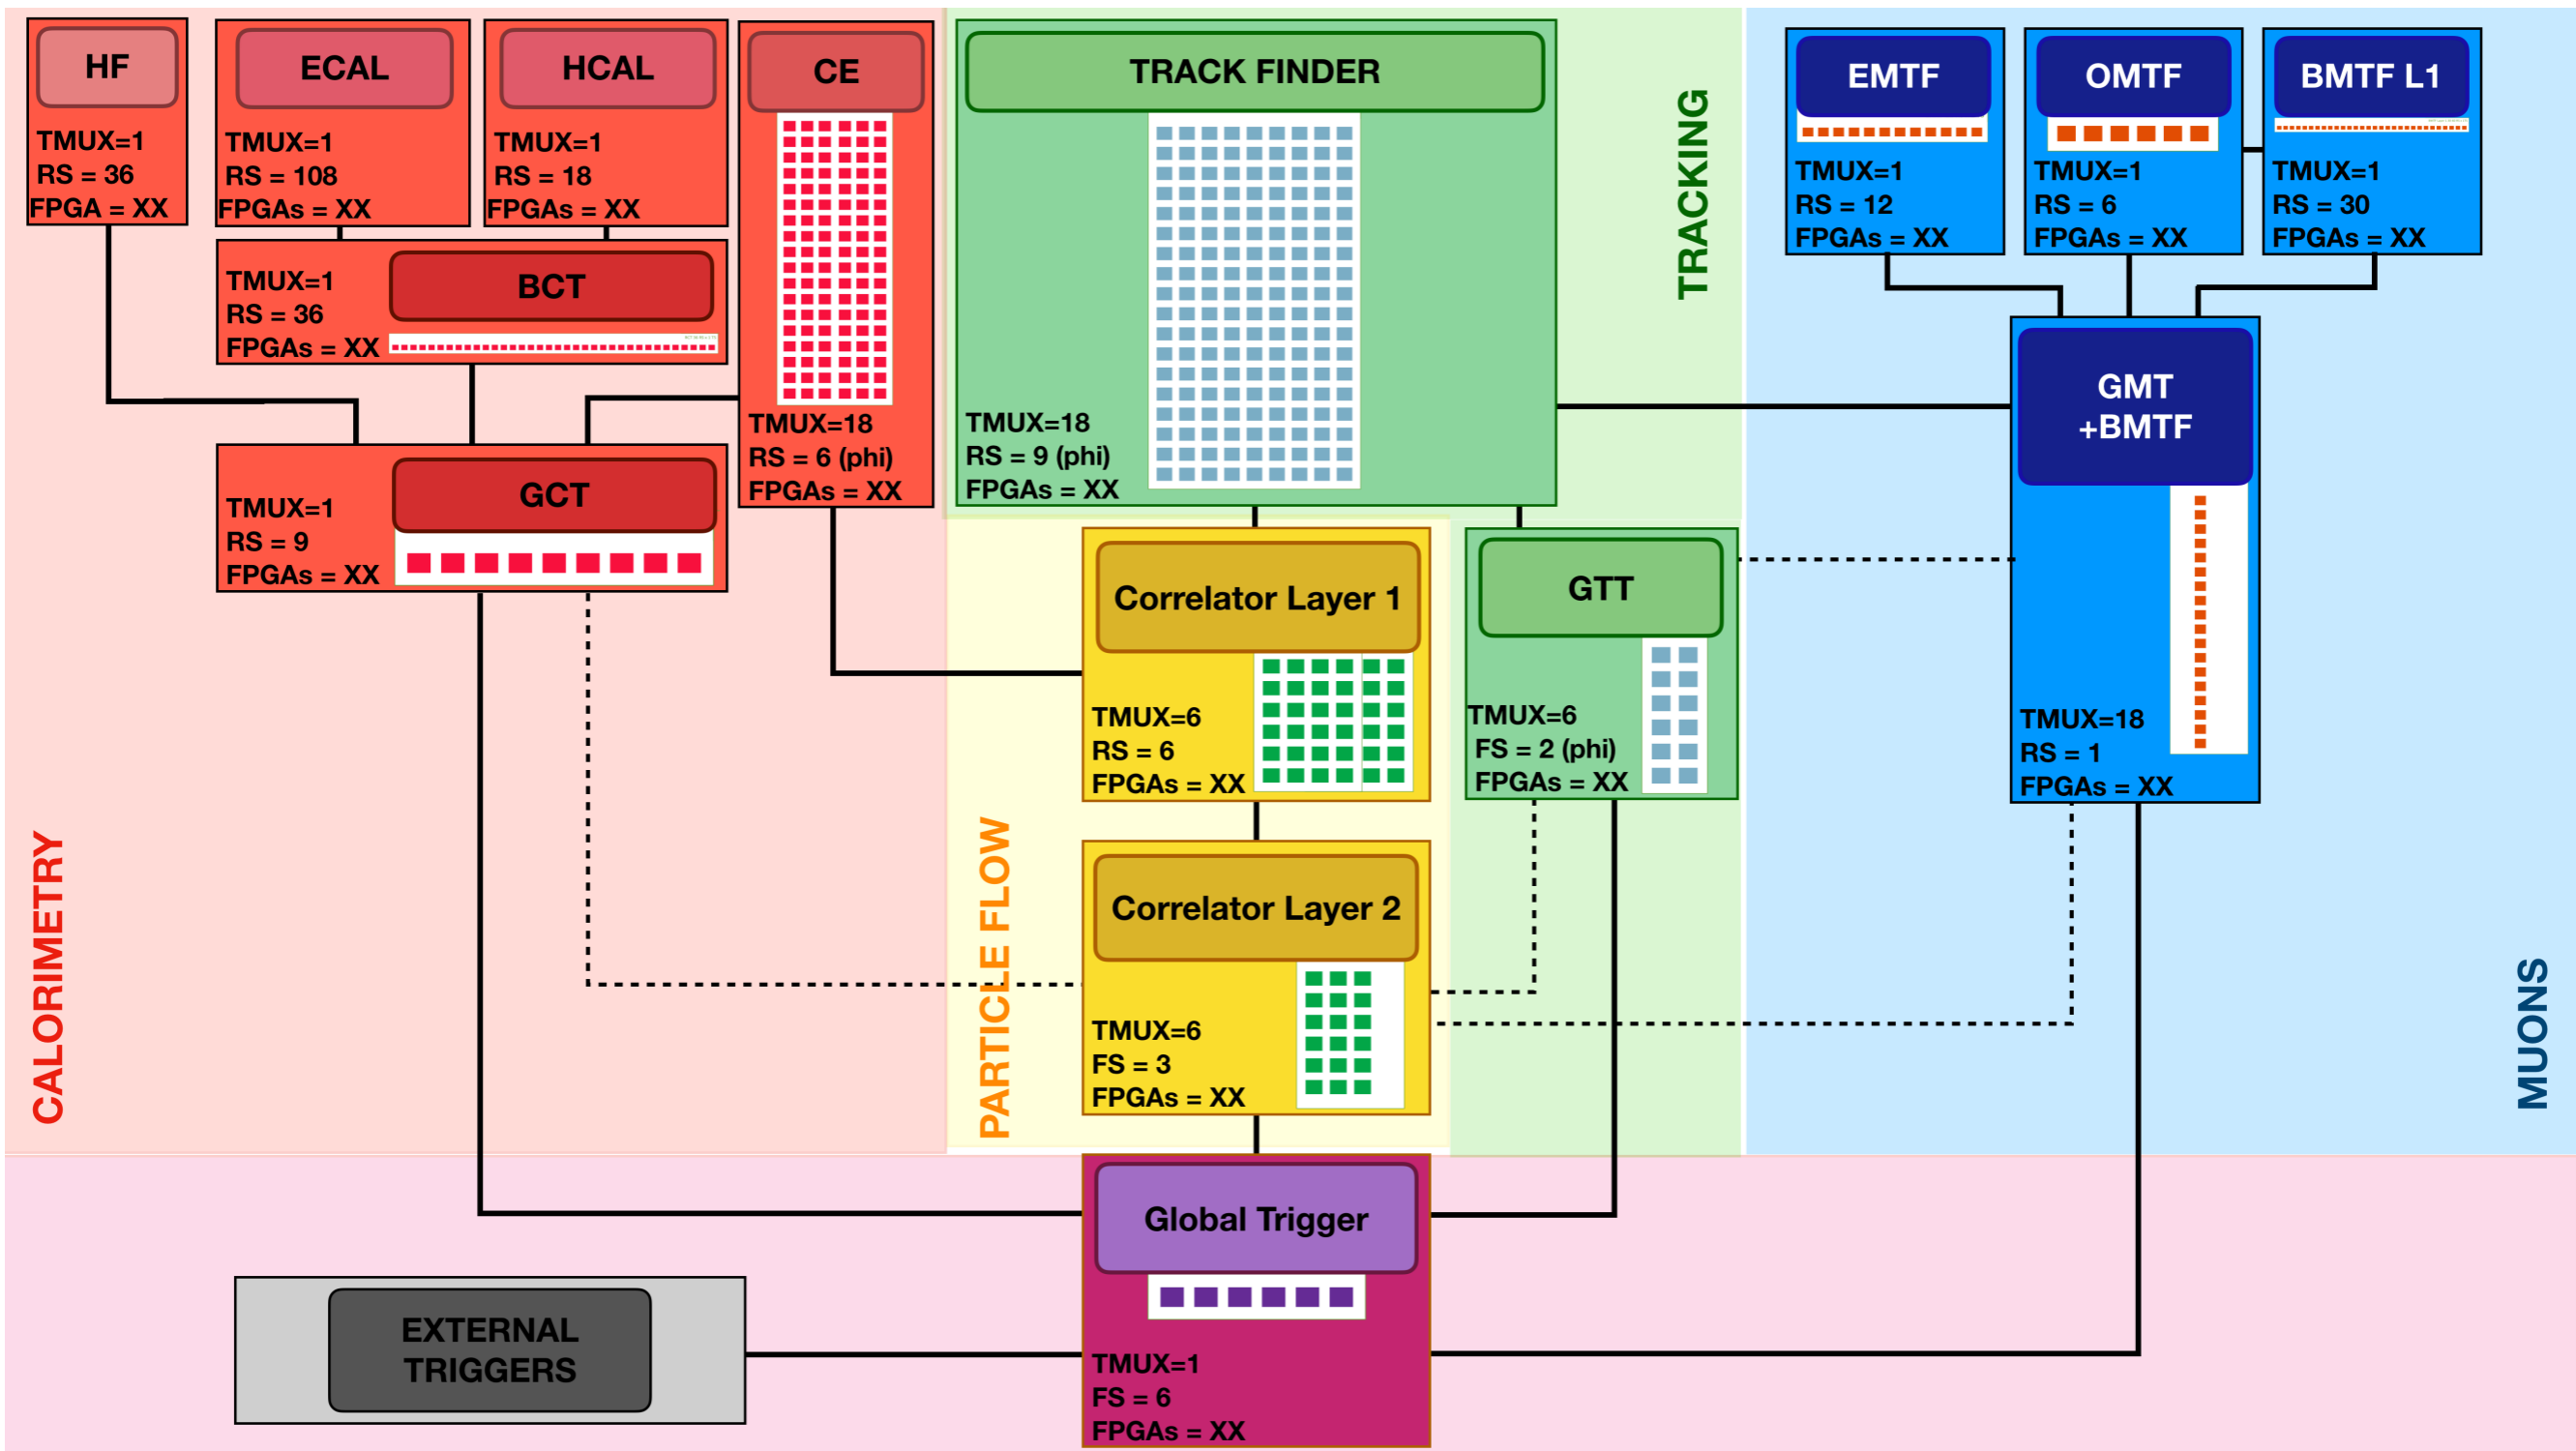 HF
TMUX=1
RS = 36
FPGA = XX
ECAL
TMUX=1
RS = 108
FPGAs = XX
HCAL
TMUX=1
RS = 18
FPGAs = XX
BCT
TMUX=1
RS = 36
FPGAs = XX
GCT
TMUX=1
RS = 9
FPGAs = XX
CE
TMUX=18
RS = 6 (phi)
FPGAs = XX
CALORIMETRY
TRACK FINDER
TMUX=18
RS = 9 (phi)
FPGAs = XX
TRACKING
Correlator Layer 1
TMUX=6
RS = 6
FPGAs = XX
GTT
TMUX=6
FS = 2 (phi)
FPGAs = XX
Correlator Layer 2
TMUX=6
FS = 3
FPGAs = XX
PARTICLE FLOW
EMTF
TMUX=1
RS = 12
FPGAs = XX
OMTF
TMUX=1
RS = 6
FPGAs = XX
BMTF L1
TMUX=1
RS = 30
FPGAs = XX
GMT
+BMTF
TMUX=18
RS = 1
FPGAs = XX
MUONS
Global Trigger
TMUX=1
FS = 6
FPGAs = XX
EXTERNAL
TRIGGERS